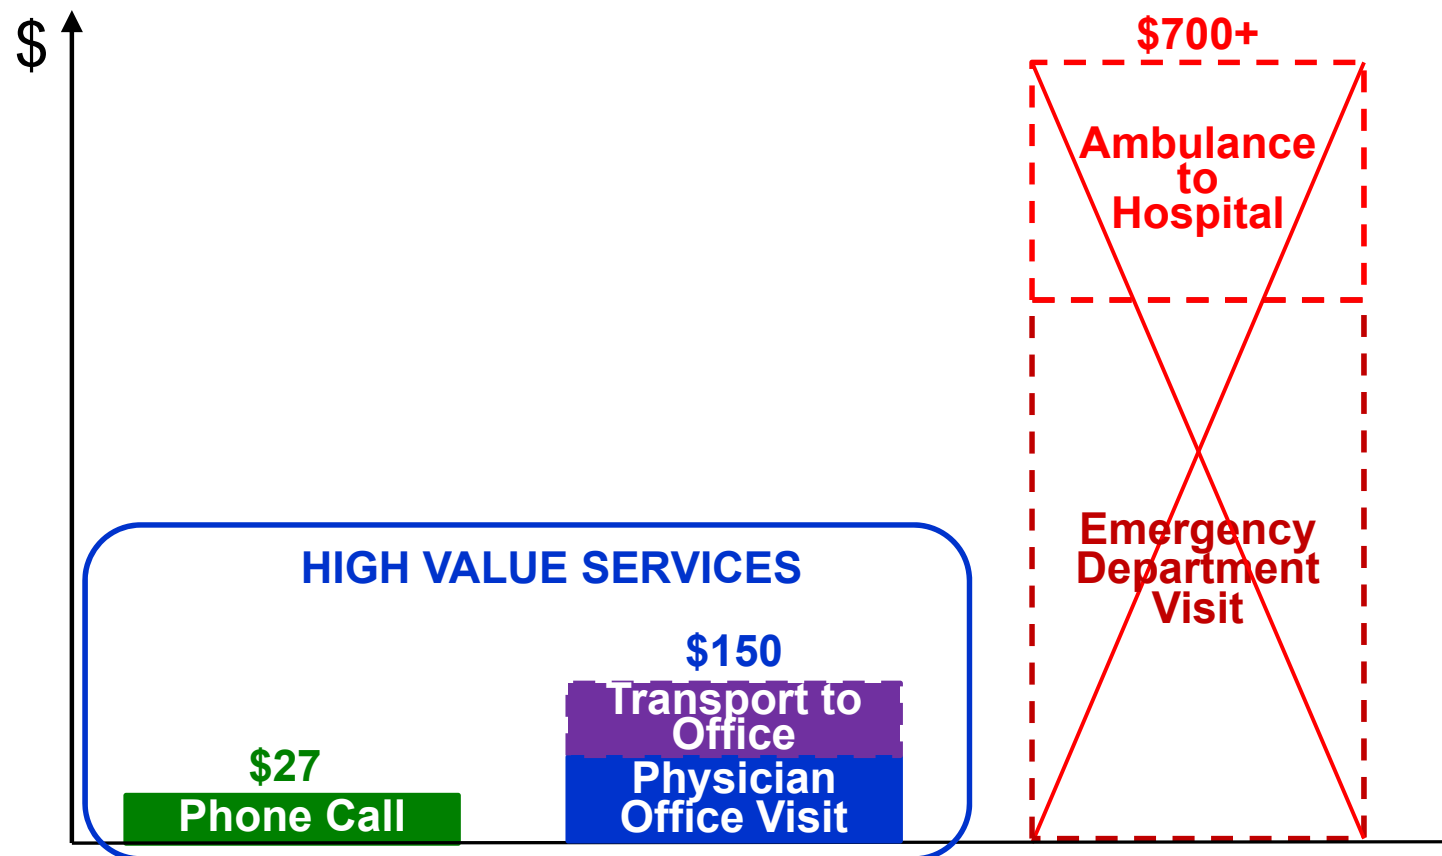 $
$700+
Ambulance
to
Hospital
Emergency
Department
Visit
HIGH VALUE SERVICES
$150
Transport to
Office
Physician
Office Visit
$27
Phone Call